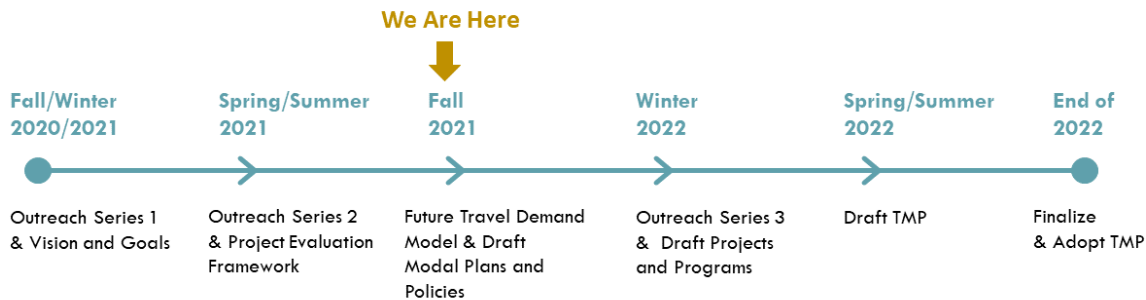 We Are Here
Fall/Winter
2020/2021
Spring/Summer
2021
Fall
2021
Winter
2022
Spring/Summer
2022
End of
2022
Outreach Series 1
& Vision and Goals
Outreach Series 2
& Project Evaluation
Framework
Future Travel Demand
Model & Draft
Modal Plans and
Policies
Outreach Series 3
& Draft Projects
and Programs
Draft TMP
Finalize
& Adopt TMP